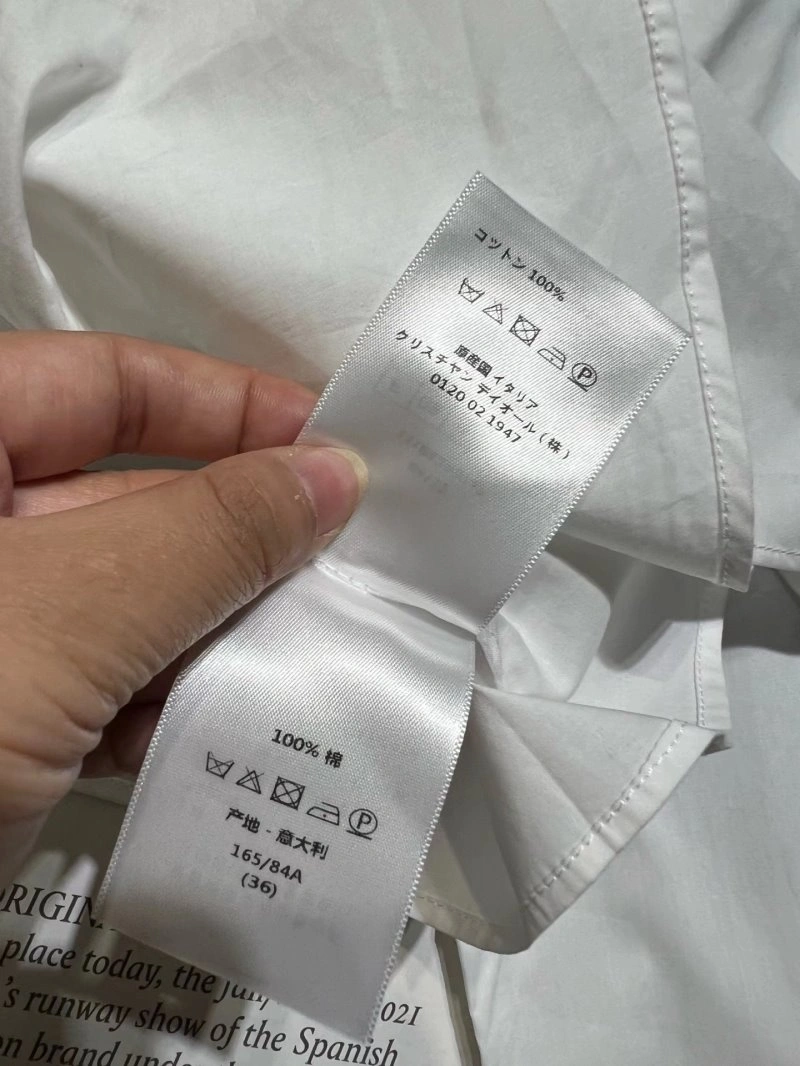 コットン 100%
原産国 イタリア
クリスチャン ディオール (株)
0120 02 1947
100% 棉
产地 - 意大利
165/84A
(36)
place today, the
's runway show of the Spanish
brand